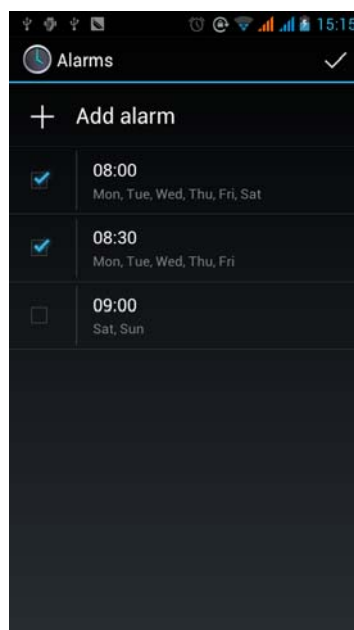 15:15
Alarms
Add alarm
08:00
Mon, Tue, Wed, Thu, Fri, Sat
08:30
Mon, Tue, Wed, Thu, Fri
09:00
Sat, Sun